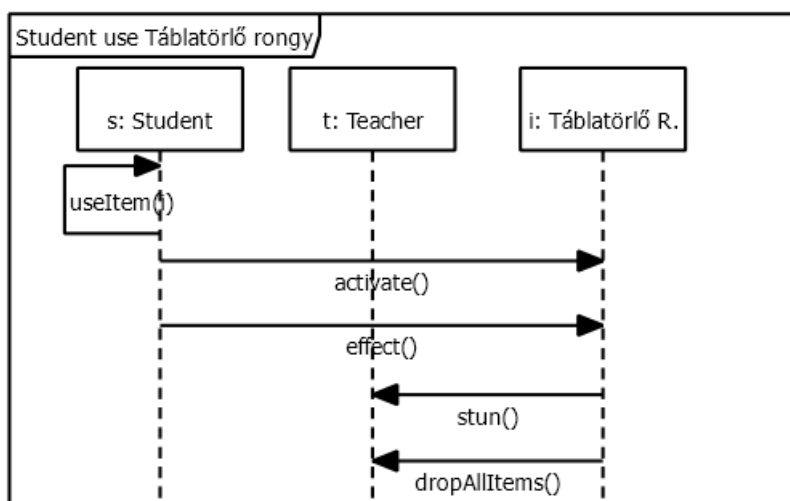 Student use Táblatörlő rongy
s: Student
t: Teacher
i: Táblatörlő R.
useItem(i)
activate()
effect()
stun()
dropAllItems()